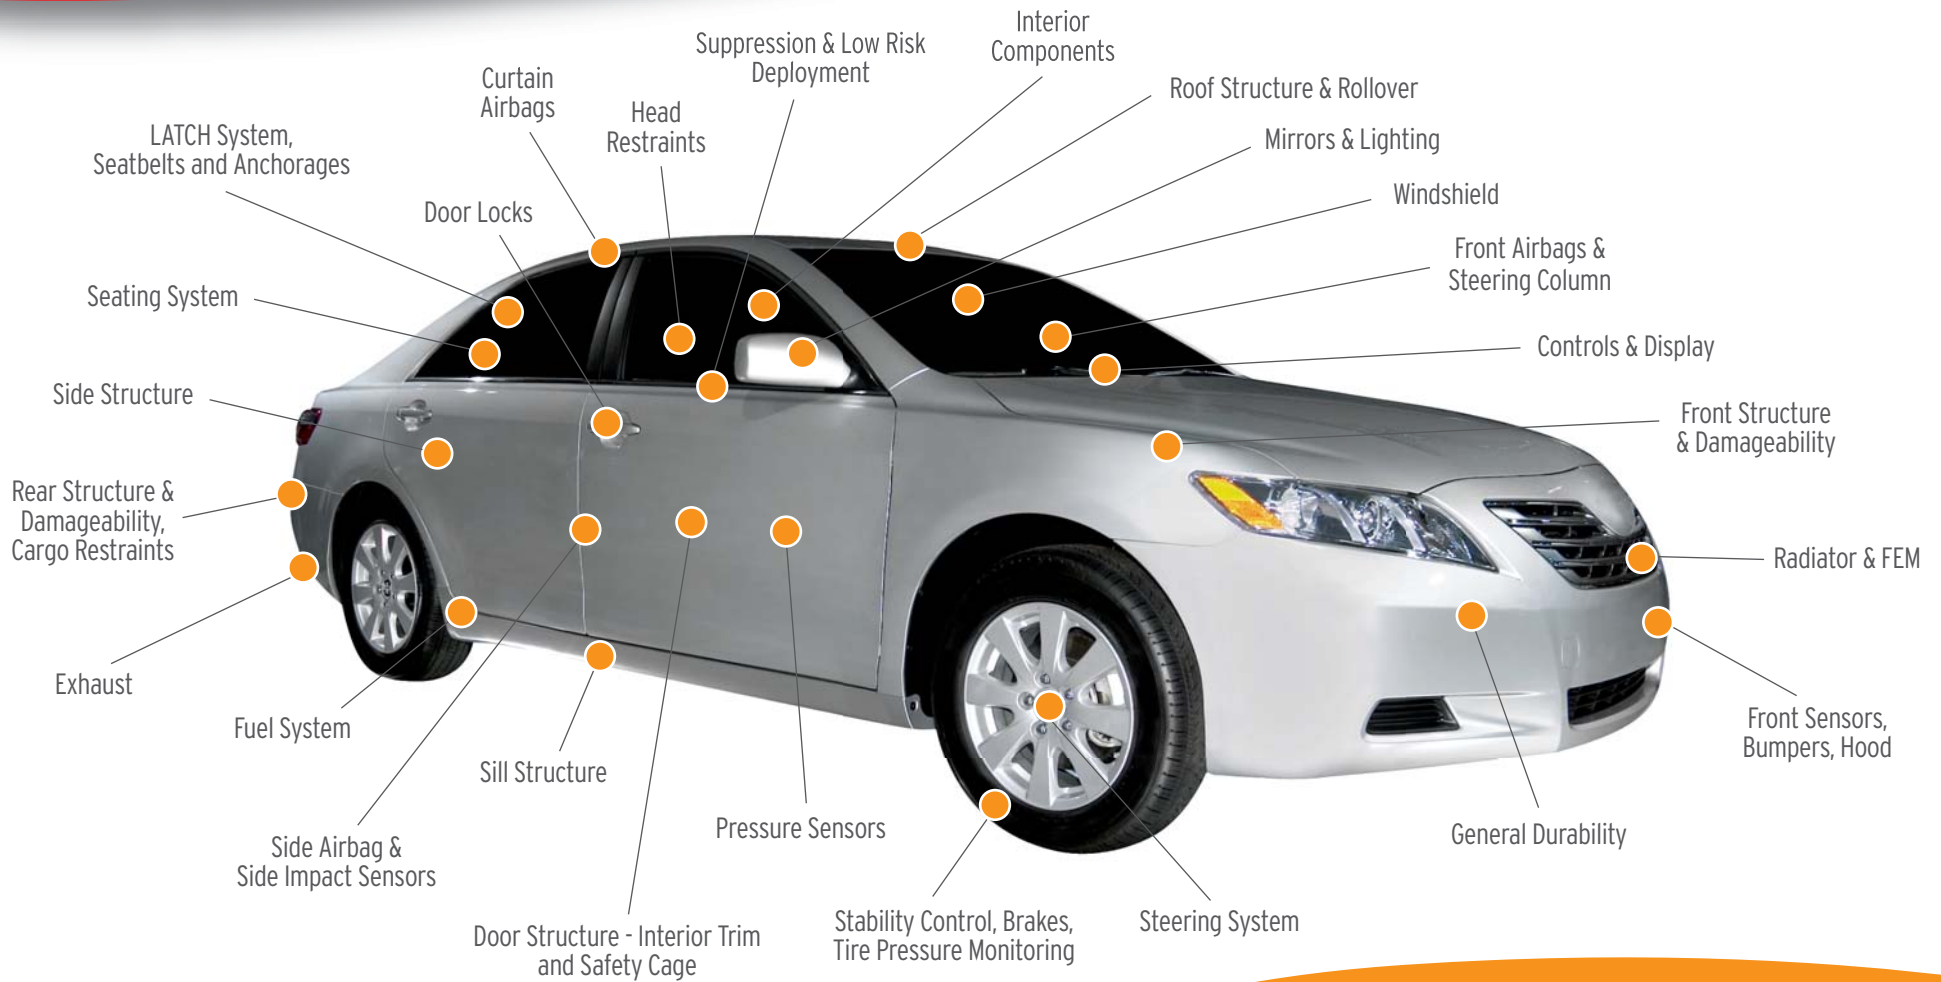 Interior
Components
Suppression & Low Risk
Deployment
Curtain
Airbags
Head
Restraints
Roof Structure & Rollover
LATCH System,
Seatbelts and Anchorages
Mirrors & Lighting
Door Locks
Windshield
Front Airbags &
Steering Column
Seating System
Controls & Display
Side Structure
Front Structure
& Damageability
Rear Structure &
Damageability,
Cargo Restraints
Radiator & FEM
Exhaust
Fuel System
Front Sensors,
Bumpers, Hood
Sill Structure
Pressure Sensors
General Durability
Side Airbag &
Side Impact Sensors
Door Structure - Interior Trim
and Safety Cage
Stability Control, Brakes,
Tire Pressure Monitoring
Steering System